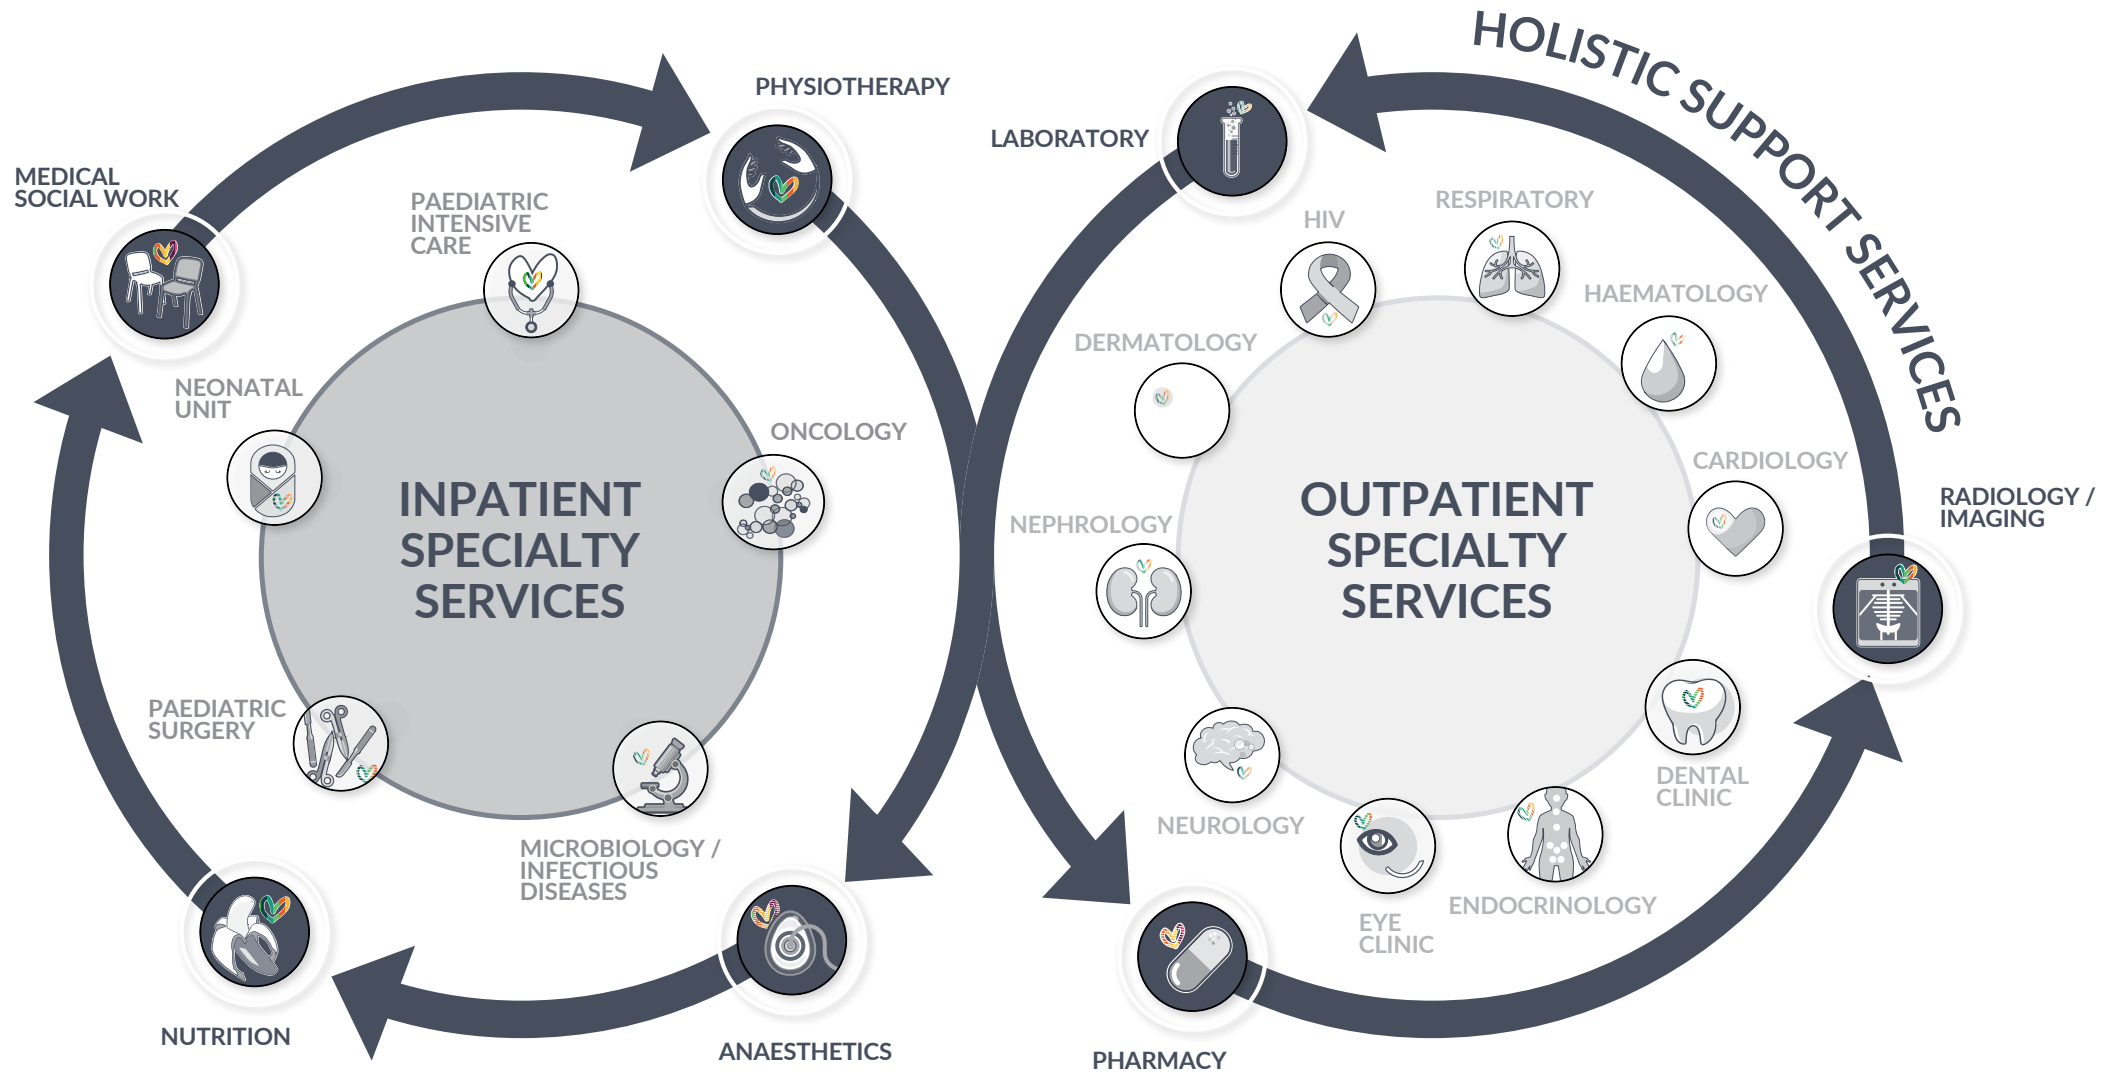 HOLISTIC SUPPORT SERVICES
PHYSIOTHERAPY
LABORATORY
MEDICAL
SOCIAL WORK
PAEDIATRIC
INTENSIVE
CARE
NEONATAL
UNIT
ONCOLOGY
INPATIENT
SPECIALTY
SERVICES
PAEDIATRIC
SURGERY
MICROBIOLOGY /
INFECTIOUS
DISEASES
NUTRITION
ANAESTHETICS
HIV
RESPIRATORY
HAEMATOLOGY
DERMATOLOGY
CARDIOLOGY
RADIOLOGY /
IMAGING
NEPHROLOGY
OUTPATIENT
SPECIALTY
SERVICES
DENTAL
CLINIC
NEUROLOGY
ENDOCRINOLOGY
EYE
CLINIC
PHARMACY